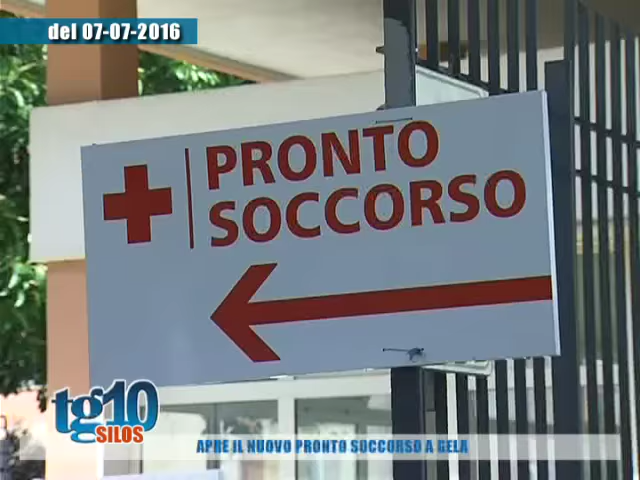 del 07-07-2016
PRONTO
SOCCORSO
tg10
SILOS
APRE IL NUOVO PRONTO SOCCORSO A GELA